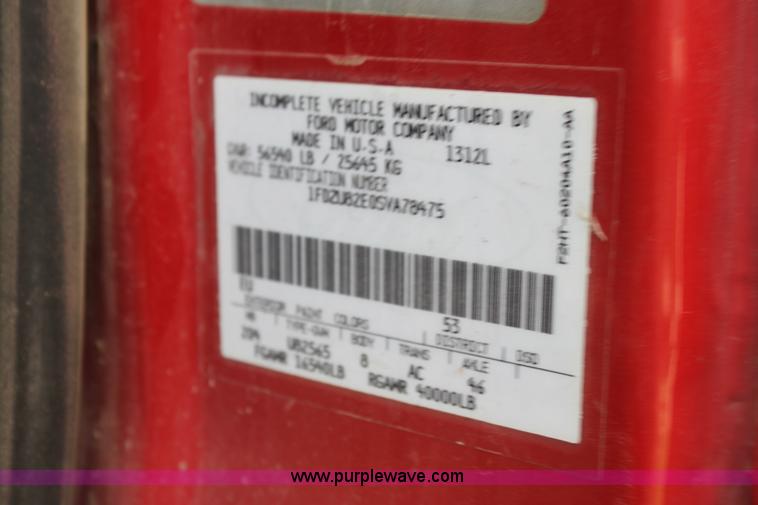 INCOMPLETE VEHICLE MANUFACTURED BY
FORD MOTOR COMPANY
MADE IN U.S.A 1312L
56540 LB / 25645 KG
VEHICLE IDENTIFICATION NUMBER
1FDZU82E0SVA78475
F2HT-60204A10-AA
EXTERIOR PAINT COLORS 53
WB TYPE-GVW BODY TRANS DISTRICT AXLE DSO
204 U82565 8 AC 46
FGAWR 16540LB RGAWR 40000LB
www.purplewave.com